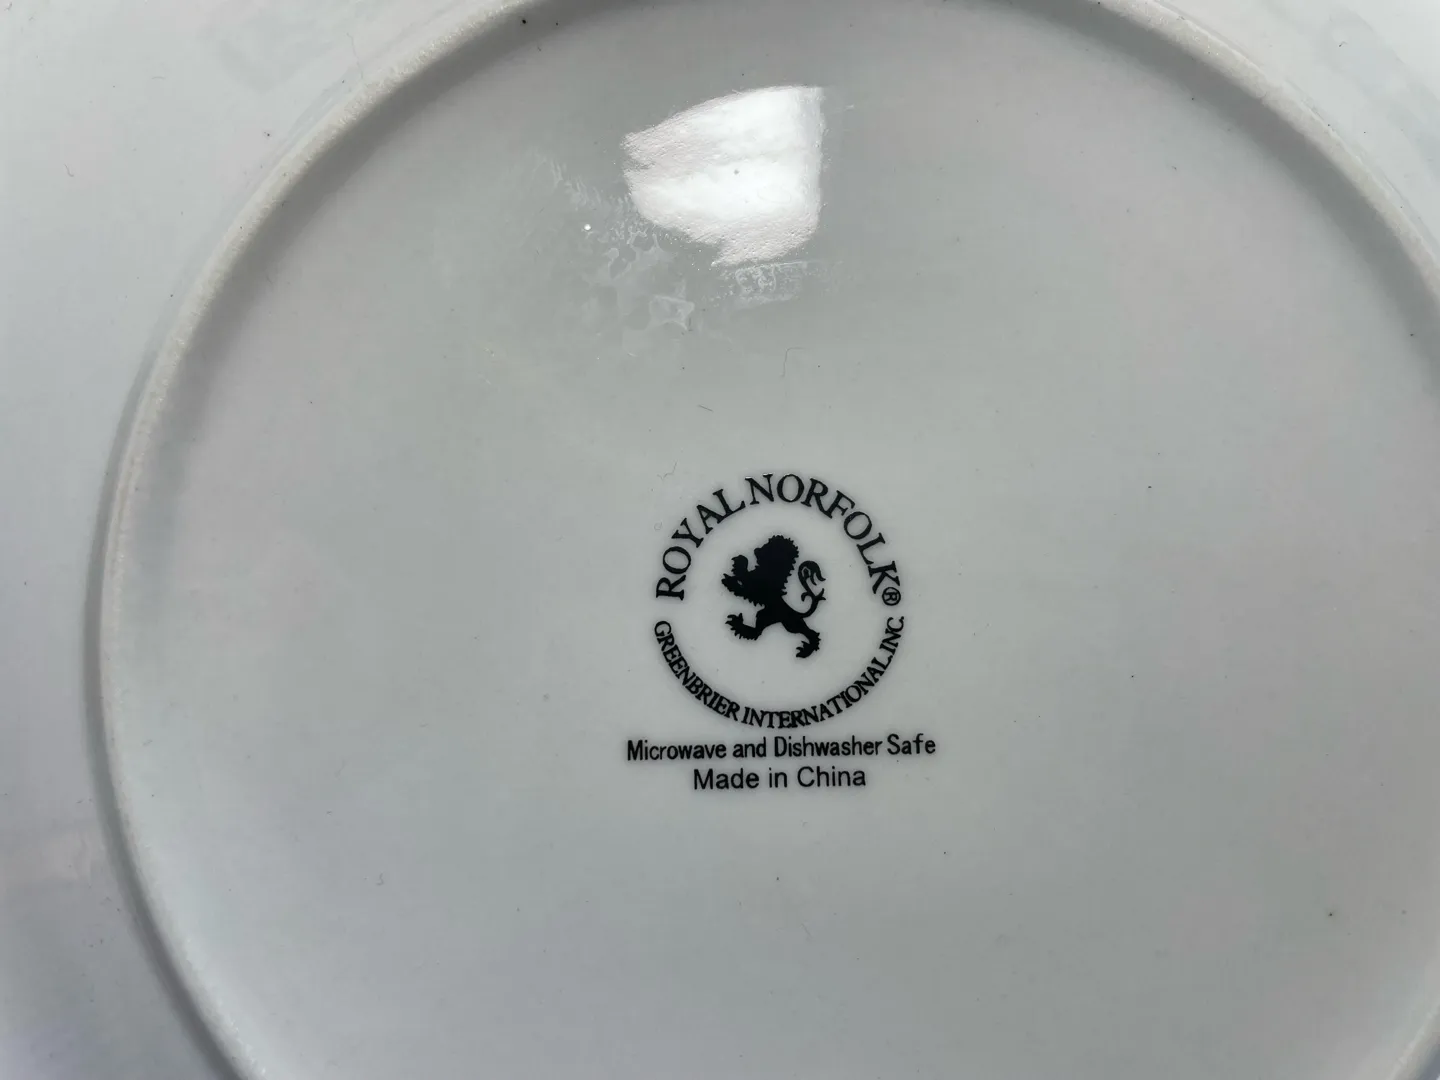 ROYAL NORFOLK®
GREENBRIER INTERNATIONAL.INC.
Microwave and Dishwasher Safe
Made in China